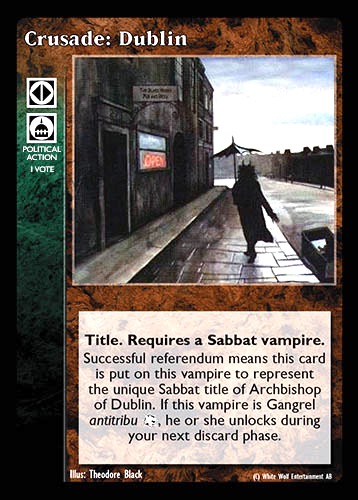 Crusade: Dublin
POLITICAL
ACTION
1 VOTE
OPEN
Title. Requires a Sabbat vampire.
Successful referendum means this card
is put on this vampire to represent
the unique Sabbat title of Archbishop
of Dublin. If this vampire is Gangrel
antitribu , he or she unlocks during
your next discard phase.
Illus: Theodore Black
(C) White Wolf Entertainment AB